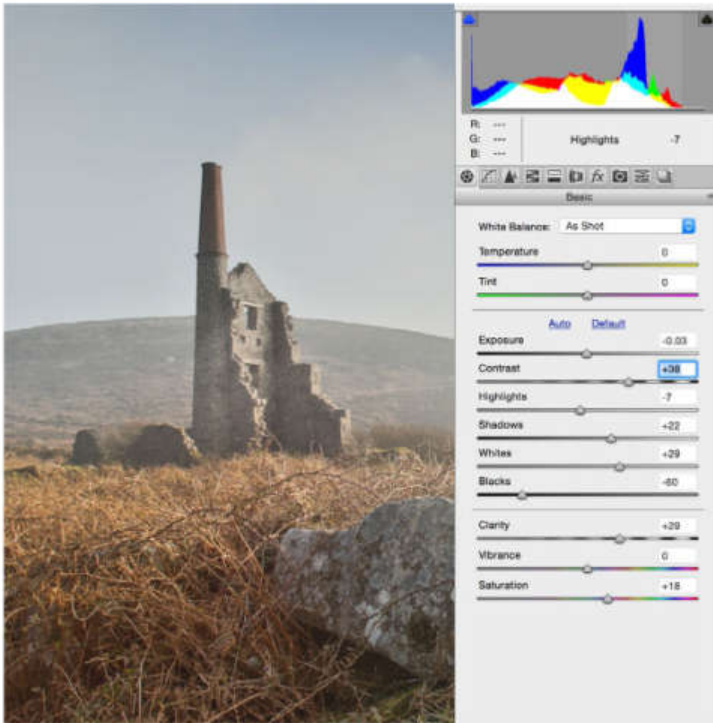 R: ---
G: ---
B: ---
Highlights -7
fx
Basic
White Balance: As Shot
Temperature 0
Tint 0
Auto Default
Exposure -0.03
Contrast +38
Highlights -7
Shadows +22
Whites +29
Blacks -60
Clarity +29
Vibrance 0
Saturation +18